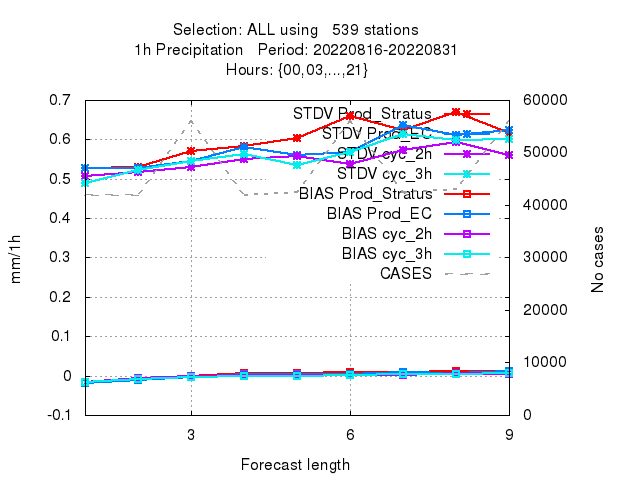 Selection: ALL using 539 stations
1h Precipitation Period: 20220816-20220831
Hours: {00,03,...,21}
0.7
0.6
0.5
0.4
0.3
0.2
0.1
0
-0.1
mm/1h
60000
50000
40000
30000
20000
10000
0
No cases
STDV Prod_Stratus
STDV Prod_EC
STDV cyc_2h
STDV cyc_3h
BIAS Prod_Stratus
BIAS Prod_EC
BIAS cyc_2h
BIAS cyc_3h
CASES
3 6 9
Forecast length